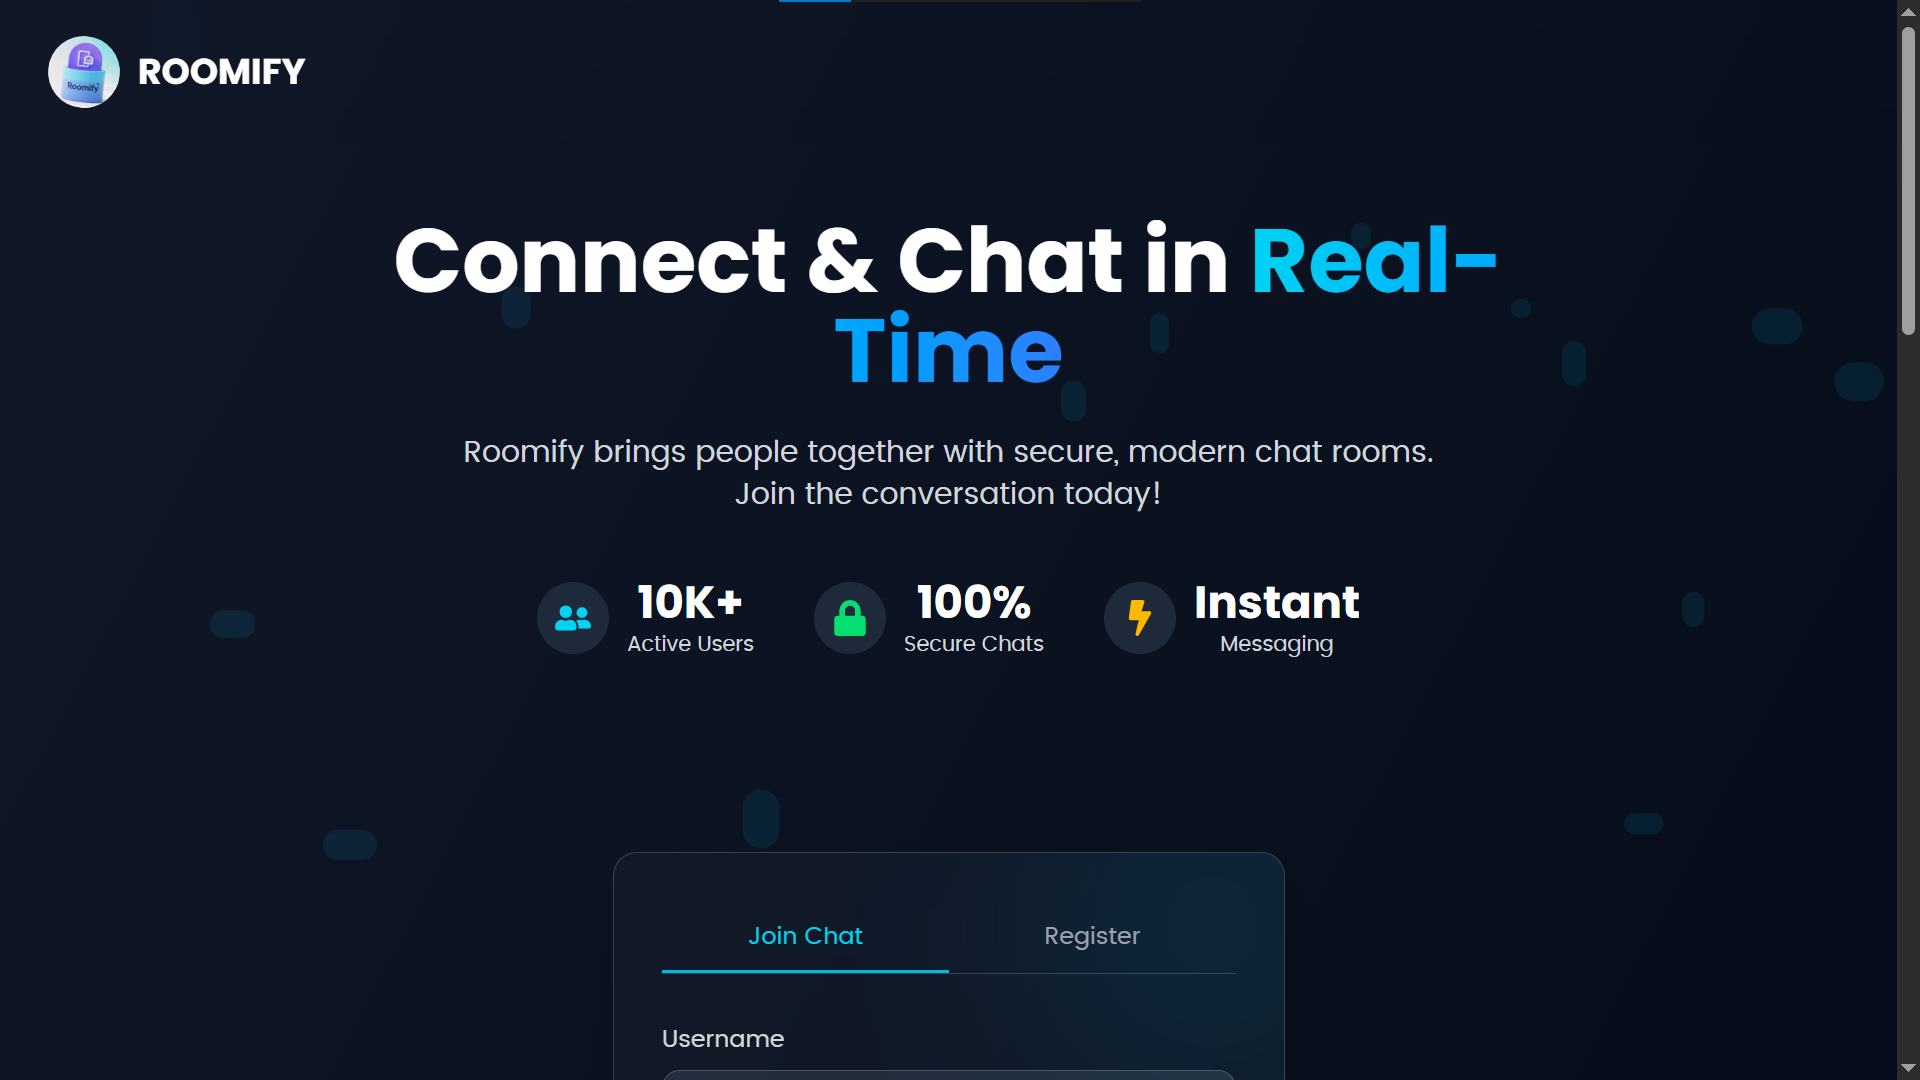 Roomify
ROOMIFY
Connect & Chat in Real-
Time
Roomify brings people together with secure, modern chat rooms.
Join the conversation today!
10K+
Active Users
100%
Secure Chats
Instant
Messaging
Join Chat
Register
Username